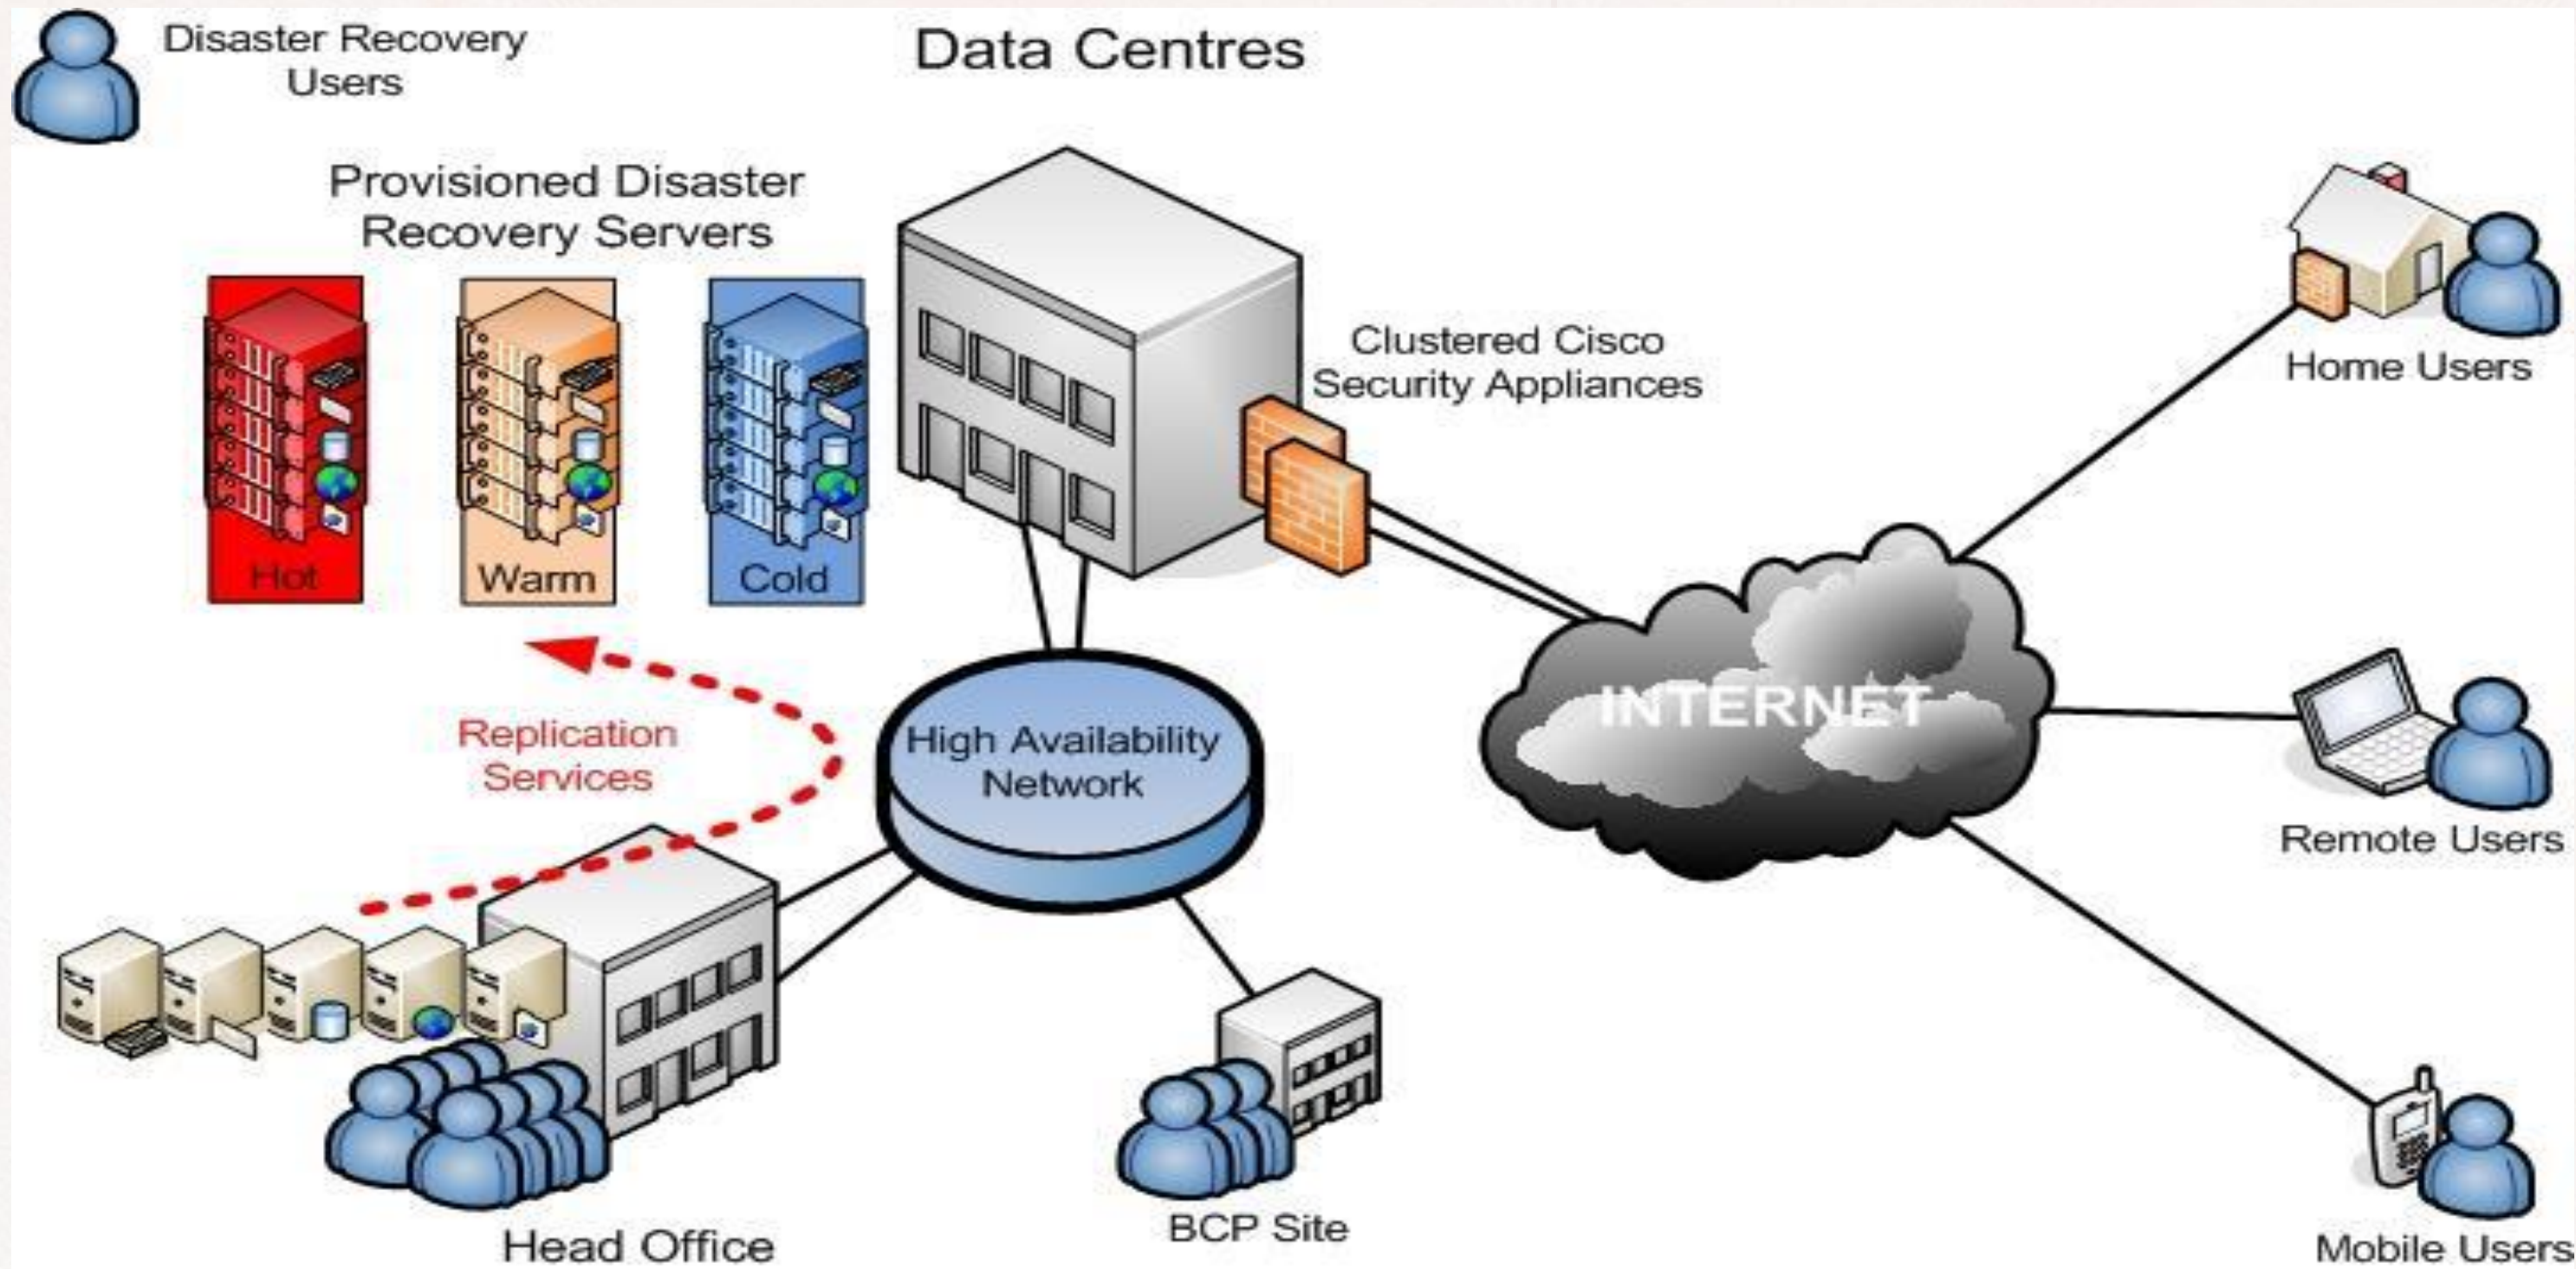 Disaster Recovery
Users
Data Centres
Provisioned Disaster
Recovery Servers
Hot
Warm
Cold
Clustered Cisco
Security Appliances
Home Users
Replication
Services
High Availability
Network
INTERNET
Remote Users
Head Office
BCP Site
Mobile Users